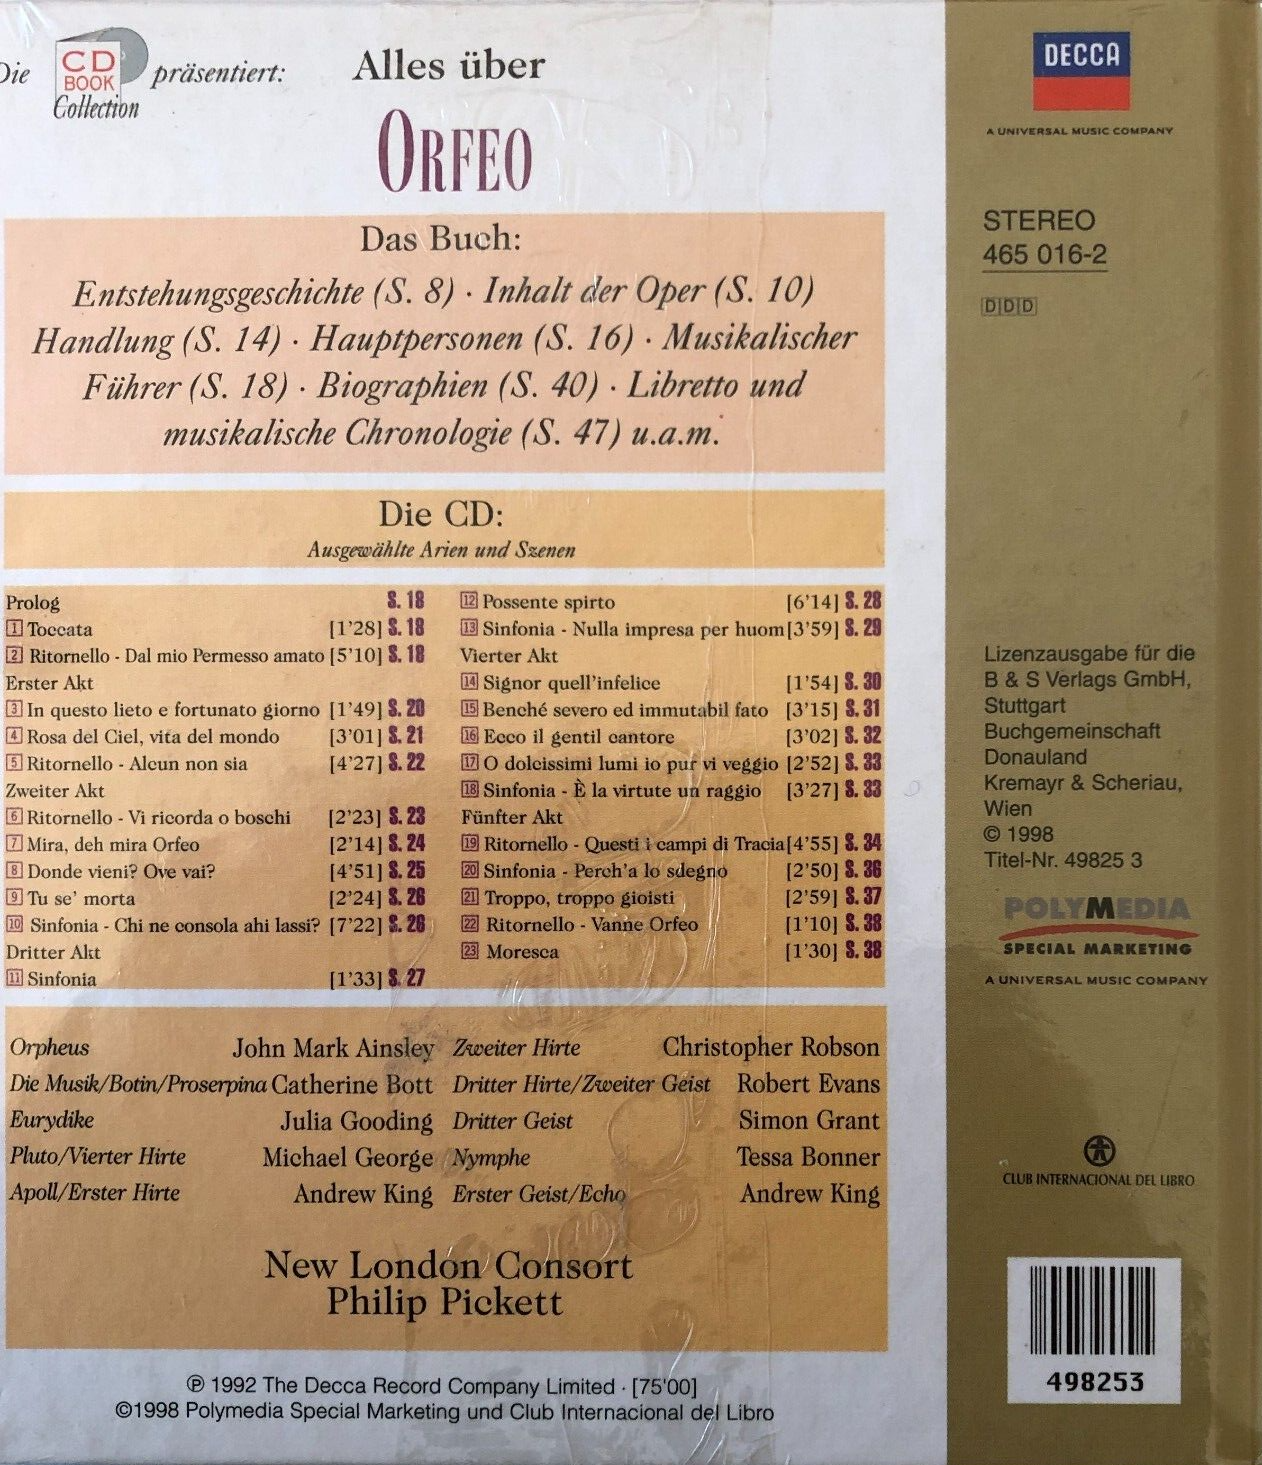 Die CD BOOK Collection präsentiert:
Alles über
ORFEO
Das Buch:
Entstehungsgeschichte (S. 8) · Inhalt der Oper (S. 10)
Handlung (S. 14) · Hauptpersonen (S. 16) · Musikalischer
Führer (S. 18) · Biographien (S. 40) · Libretto und
musikalische Chronologie (S. 47) u.a.m.
Die CD:
Ausgewählte Arien und Szenen
Prolog S. 18
1 Toccata [1'28] S. 18
2 Ritornello - Dal mio Permesso amato [5'10] S. 18
Erster Akt
3 In questo lieto e fortunato giorno [1'49] S. 20
4 Rosa del Ciel, vita del mondo [3'01] S. 21
5 Ritornello - Alcun non sia [4'27] S. 22
Zweiter Akt
6 Ritornello - Vi ricorda o boschi [2'23] S. 23
7 Mira, deh mira Orfeo [2'14] S. 24
8 Donde vieni? Ove vai? [4'51] S. 25
9 Tu se' morta [2'24] S. 26
10 Sinfonia - Chi ne consola ahi lassi? [7'22] S. 26
Dritter Akt
11 Sinfonia [1'33] S. 27
12 Possente spirto [6'14] S. 28
13 Sinfonia - Nulla impresa per huom [3'59] S. 29
Vierter Akt
14 Signor quell'infelice [1'54] S. 30
15 Benché severo ed immutabil fato [3'15] S. 31
16 Ecco il gentil cantore [3'02] S. 32
17 O dolcissimi lumi io pur vi veggio [2'52] S. 33
18 Sinfonia - È la virtute un raggio [3'27] S. 33
Fünfter Akt
19 Ritornello - Questi i campi di Tracia [4'55] S. 34
20 Sinfonia - Perch'a lo sdegno [2'50] S. 36
21 Troppo, troppo gioisti [2'59] S. 37
22 Ritornello - Vanne Orfeo [1'10] S. 38
23 Moresca [1'30] S. 38
Orpheus John Mark Ainsley
Die Musik/Botin/Proserpina Catherine Bott
Eurydike Julia Gooding
Pluto/Vierter Hirte Michael George
Apoll/Erster Hirte Andrew King
Zweiter Hirte Christopher Robson
Dritter Hirte/Zweiter Geist Robert Evans
Dritter Geist Simon Grant
Nymphe Tessa Bonner
Erster Geist/Echo Andrew King
New London Consort
Philip Pickett
℗ 1992 The Decca Record Company Limited · [75'00]
©1998 Polymedia Special Marketing und Club Internacional del Libro
DECCA
A UNIVERSAL MUSIC COMPANY
STEREO
465 016-2
DDD
Lizenzausgabe für die
B & S Verlags GmbH,
Stuttgart
Buchgemeinschaft
Donauland
Kremayr & Scheriau,
Wien
© 1998
Titel-Nr. 49825 3
POLYMEDIA
SPECIAL MARKETING
A UNIVERSAL MUSIC COMPANY
CLUB INTERNACIONAL DEL LIBRO
498253